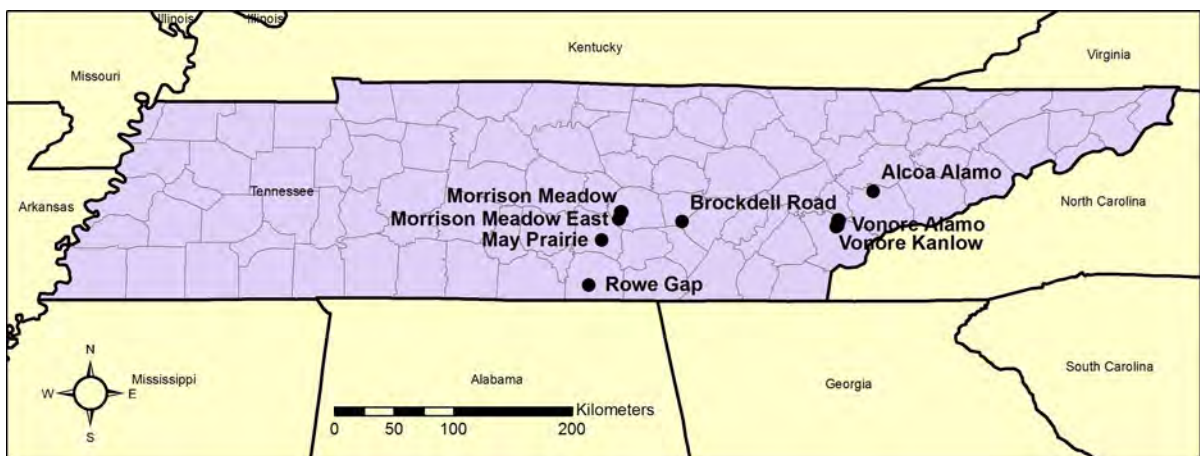 Illinois
Illinois
Kentucky
Virginia
Missouri
Alcoa Alamo
Tennessee
Morrison Meadow
Brockdell Road
North Carolina
Arkansas
Morrison Meadow East
Vonore Alamo
May Prairie
Vonore Kanlow
Rowe Gap
N
W
E
S
Mississippi
Alabama
Georgia
South Carolina
Kilometers
0 50 100 200